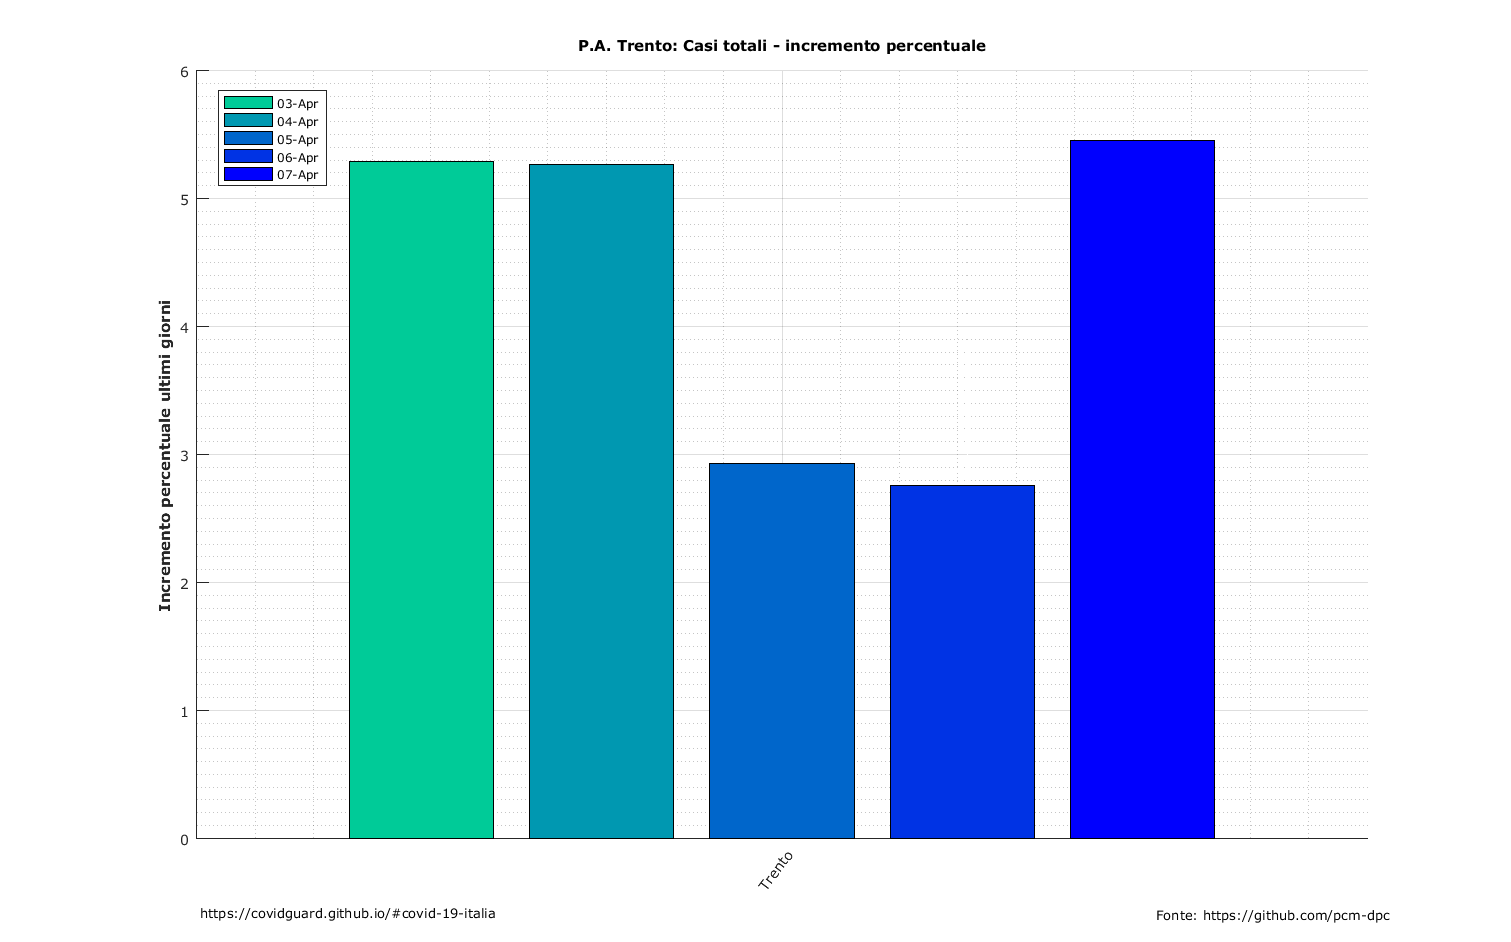 P.A. Trento: Casi totali - incremento percentuale
6
5
4
3
2
1
0
03-Apr
04-Apr
05-Apr
06-Apr
07-Apr
Incremento percentuale ultimi giorni
Trento
https://covidguard.github.io/#covid-19-italia
Fonte: https://github.com/pcm-dpc